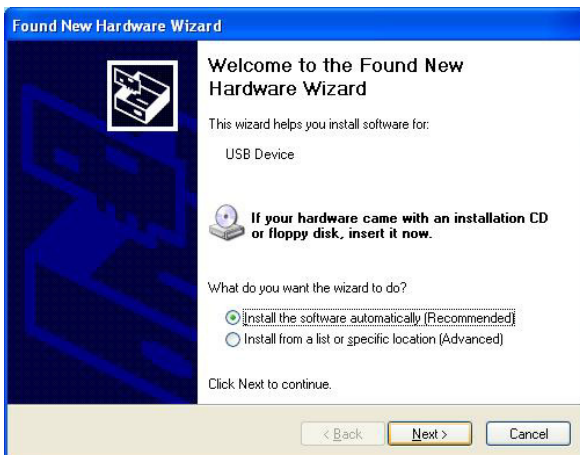 Found New Hardware Wizard
Welcome to the Found New
Hardware Wizard
This wizard helps you install software for:
USB Device
If your hardware came with an installation CD
or floppy disk, insert it now.
What do you want the wizard to do?
Install the software automatically (Recommended)
Install from a list or specific location (Advanced)
Click Next to continue.
< Back Next > Cancel